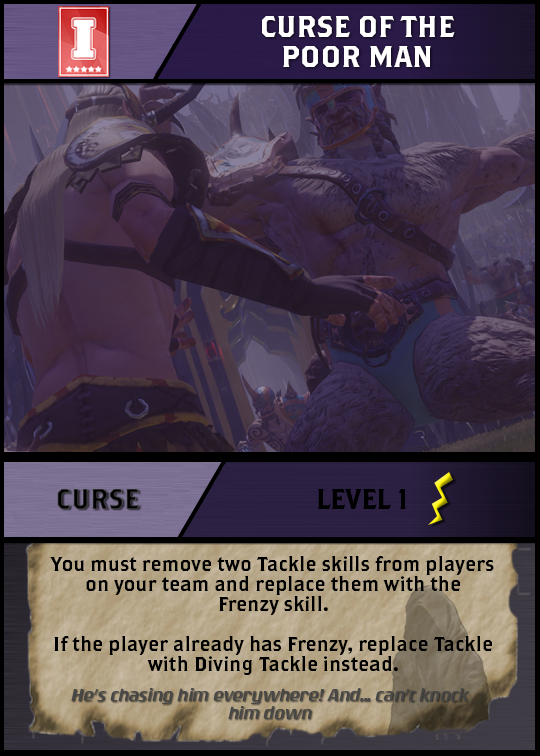 I
CURSE OF THE
POOR MAN
CURSE
LEVEL 1
You must remove two Tackle skills from players
on your team and replace them with the
Frenzy skill.
If the player already has Frenzy, replace Tackle
with Diving Tackle instead.
He's chasing him everywhere! And... can't knock
him down